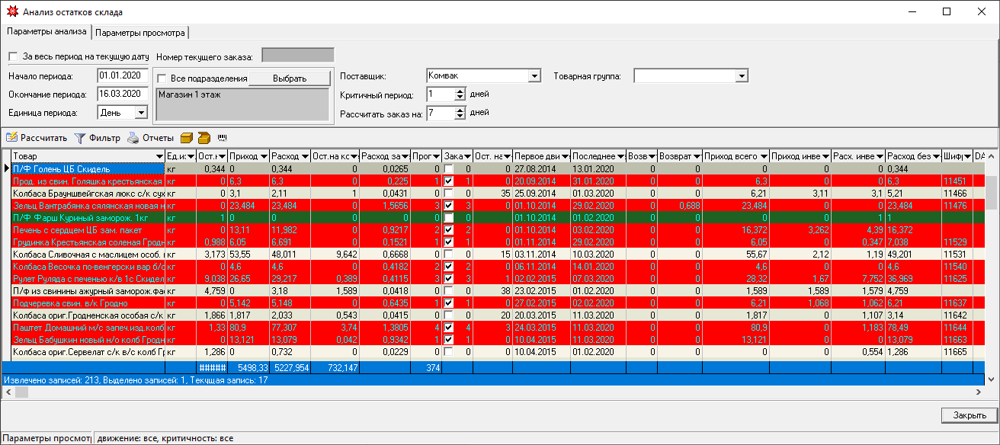 Анализ остатков склада
Параметры анализа Параметры просмотра
За весь период на текущую дату Номер текущего заказа:
Начало периода: 01.01.2020 Все подразделения Выбрать Поставщик: Комвак Товарная группа:
Окончание периода: 16.03.2020 Магазин 1 этаж Критичный период: 1 дней
Единица периода: День Рассчитать заказ на: 7 дней
Рассчитать Фильтр Отчеты
Товар Ед.из Ост.н Приход Расход Ост.на кс Расход за Прог Зака Ост. на Первое дви Последнее Возв Возврат Приход всего Приход инве Расх. инве Расход без Шиф DA
П/Ф Голень ЦБ Скидель кг 0,344 0 0,344 0 0,0265 0 0 0 27.08.2014 13.01.2020 0 0 0 0 0 0,344
Прод. из свин. Голяшка крестьянская кг 0 6,3 6,3 0 0,225 1 1 0 20.09.2014 31.01.2020 0 0 6,3 0 0 6,3 11451
Колбаса Брауншвейгская люкс с/к сух кг 0 3,1 2,11 1 0,0431 0 0 35 25.09.2014 01.03.2020 0 0 6,21 3,11 3,1 5,21 11466
Зельц Вантрабянка сялянская новая н кг 0 23,484 23,484 0 1,5656 3 3 0 01.10.2014 29.02.2020 0 0,688 23,484 0 0 23,484 11476
П/Ф Фарш Куриный заморож. 1кг кг 1 0 0 0 0 0 0 0 01.10.2014 01.02.2020 0 0 0 0 1 1
Печень с сердцем ЦБ зам. пакет кг 0 13,11 11,982 0 0,9217 2 2 0 01.10.2014 03.02.2020 0 0 16,372 3,262 4,39 16,372
Грудинка Крестьянская соленая Гродн кг 0,988 6,05 6,691 0 0,1521 1 1 0 01.11.2014 29.02.2020 0 0 6,05 0 0,347 7,038 11529
Колбаса Сливочная с маслицем особ. кг 3,173 53,55 48,011 9,642 0,6668 0 0 15 03.11.2014 10.03.2020 0 0 55,67 2,12 1,19 49,201 11531
Колбаса Весочка по-венгерски вар б/с кг 0 4,6 4,6 0 0,4182 2 2 0 06.11.2014 14.01.2020 0 0 4,6 0 0 4,6 11540
Рулет Руляда с печенью к/в 1с Скидел кг 9,038 26,65 29,217 0,389 0,4115 3 3 1 02.02.2015 07.03.2020 0 0 28,32 1,67 7,752 36,969 11625
П/Ф из свинины ажурный заморож.фа кг 4,759 0 3,18 1,589 0,0418 0 0 38 23.02.2015 01.02.2020 0 0 1,589 1,589 1,579 4,759
Подчеревка свин. в/к Гродно кг 0 5,142 5,148 0 0,6435 1 1 0 27.02.2015 02.03.2020 0 0 6,21 1,068 1,062 6,21 11637
Колбаса ориг.Гродненская особая с/к кг 1,866 1,817 2,033 0,543 0,0415 0 0 20 20.03.2015 11.03.2020 0 0 1,817 0 1,107 3,14 11642
Паштет Домашний м/с запеч.изд.колб кг 1,33 80,9 77,307 3,74 1,3805 4 4 3 24.03.2015 11.03.2020 0 0 80,9 0 1,183 78,49 11644
Зельц Бабушкин новый н/о колб Гродн кг 0 13,121 13,079 0,042 0,9342 1 1 0 10.04.2015 11.03.2020 0 0 13,121 0 0 13,079 11663
Колбаса ориг.Сервелат с/к в/с колб Гр кг 1,286 0 0,732 0 0,0229 0 0 0 10.04.2015 01.02.2020 0 0 0 0 0,554 1,286 11665
##### 5498,33 5227,954 732,147 374
Извлечено записей: 213, Выделено записей: 1, Текущая запись: 17
Закрыть
Параметры просмотр движение: все, критичность: все